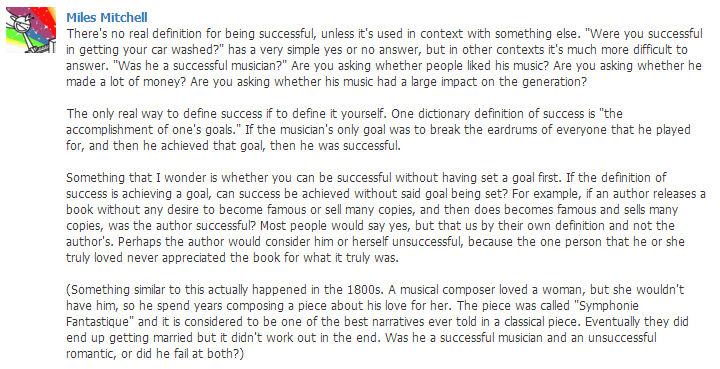 Miles Mitchell
There's no real definition for being successful, unless it's used in context with something else. "Were you successful
in getting your car washed?" has a very simple yes or no answer, but in other contexts it's much more difficult to
answer. "Was he a successful musician?" Are you asking whether people liked his music? Are you asking whether he
made a lot of money? Are you asking whether his music had a large impact on the generation?
The only real way to define success if to define it yourself. One dictionary definition of success is "the
accomplishment of one's goals." If the musician's only goal was to break the eardrums of everyone that he played
for, and then he achieved that goal, then he was successful.
Something that I wonder is whether you can be successful without having set a goal first. If the definition of
success is achieving a goal, can success be achieved without said goal being set? For example, if an author releases a
book without any desire to become famous or sell many copies, and then does becomes famous and sells many
copies, was the author successful? Most people would say yes, but that us by their own definition and not the
author's. Perhaps the author would consider him or herself unsuccessful, because the one person that he or she
truly loved never appreciated the book for what it truly was.
(Something similar to this actually happened in the 1800s. A musical composer loved a woman, but she wouldn't
have him, so he spend years composing a piece about his love for her. The piece was called "Symphonie
Fantastique" and it is considered to be one of the best narratives ever told in a classical piece. Eventually they did
end up getting married but it didn't work out in the end. Was he a successful musician and an unsuccessful
romantic, or did he fail at both?)